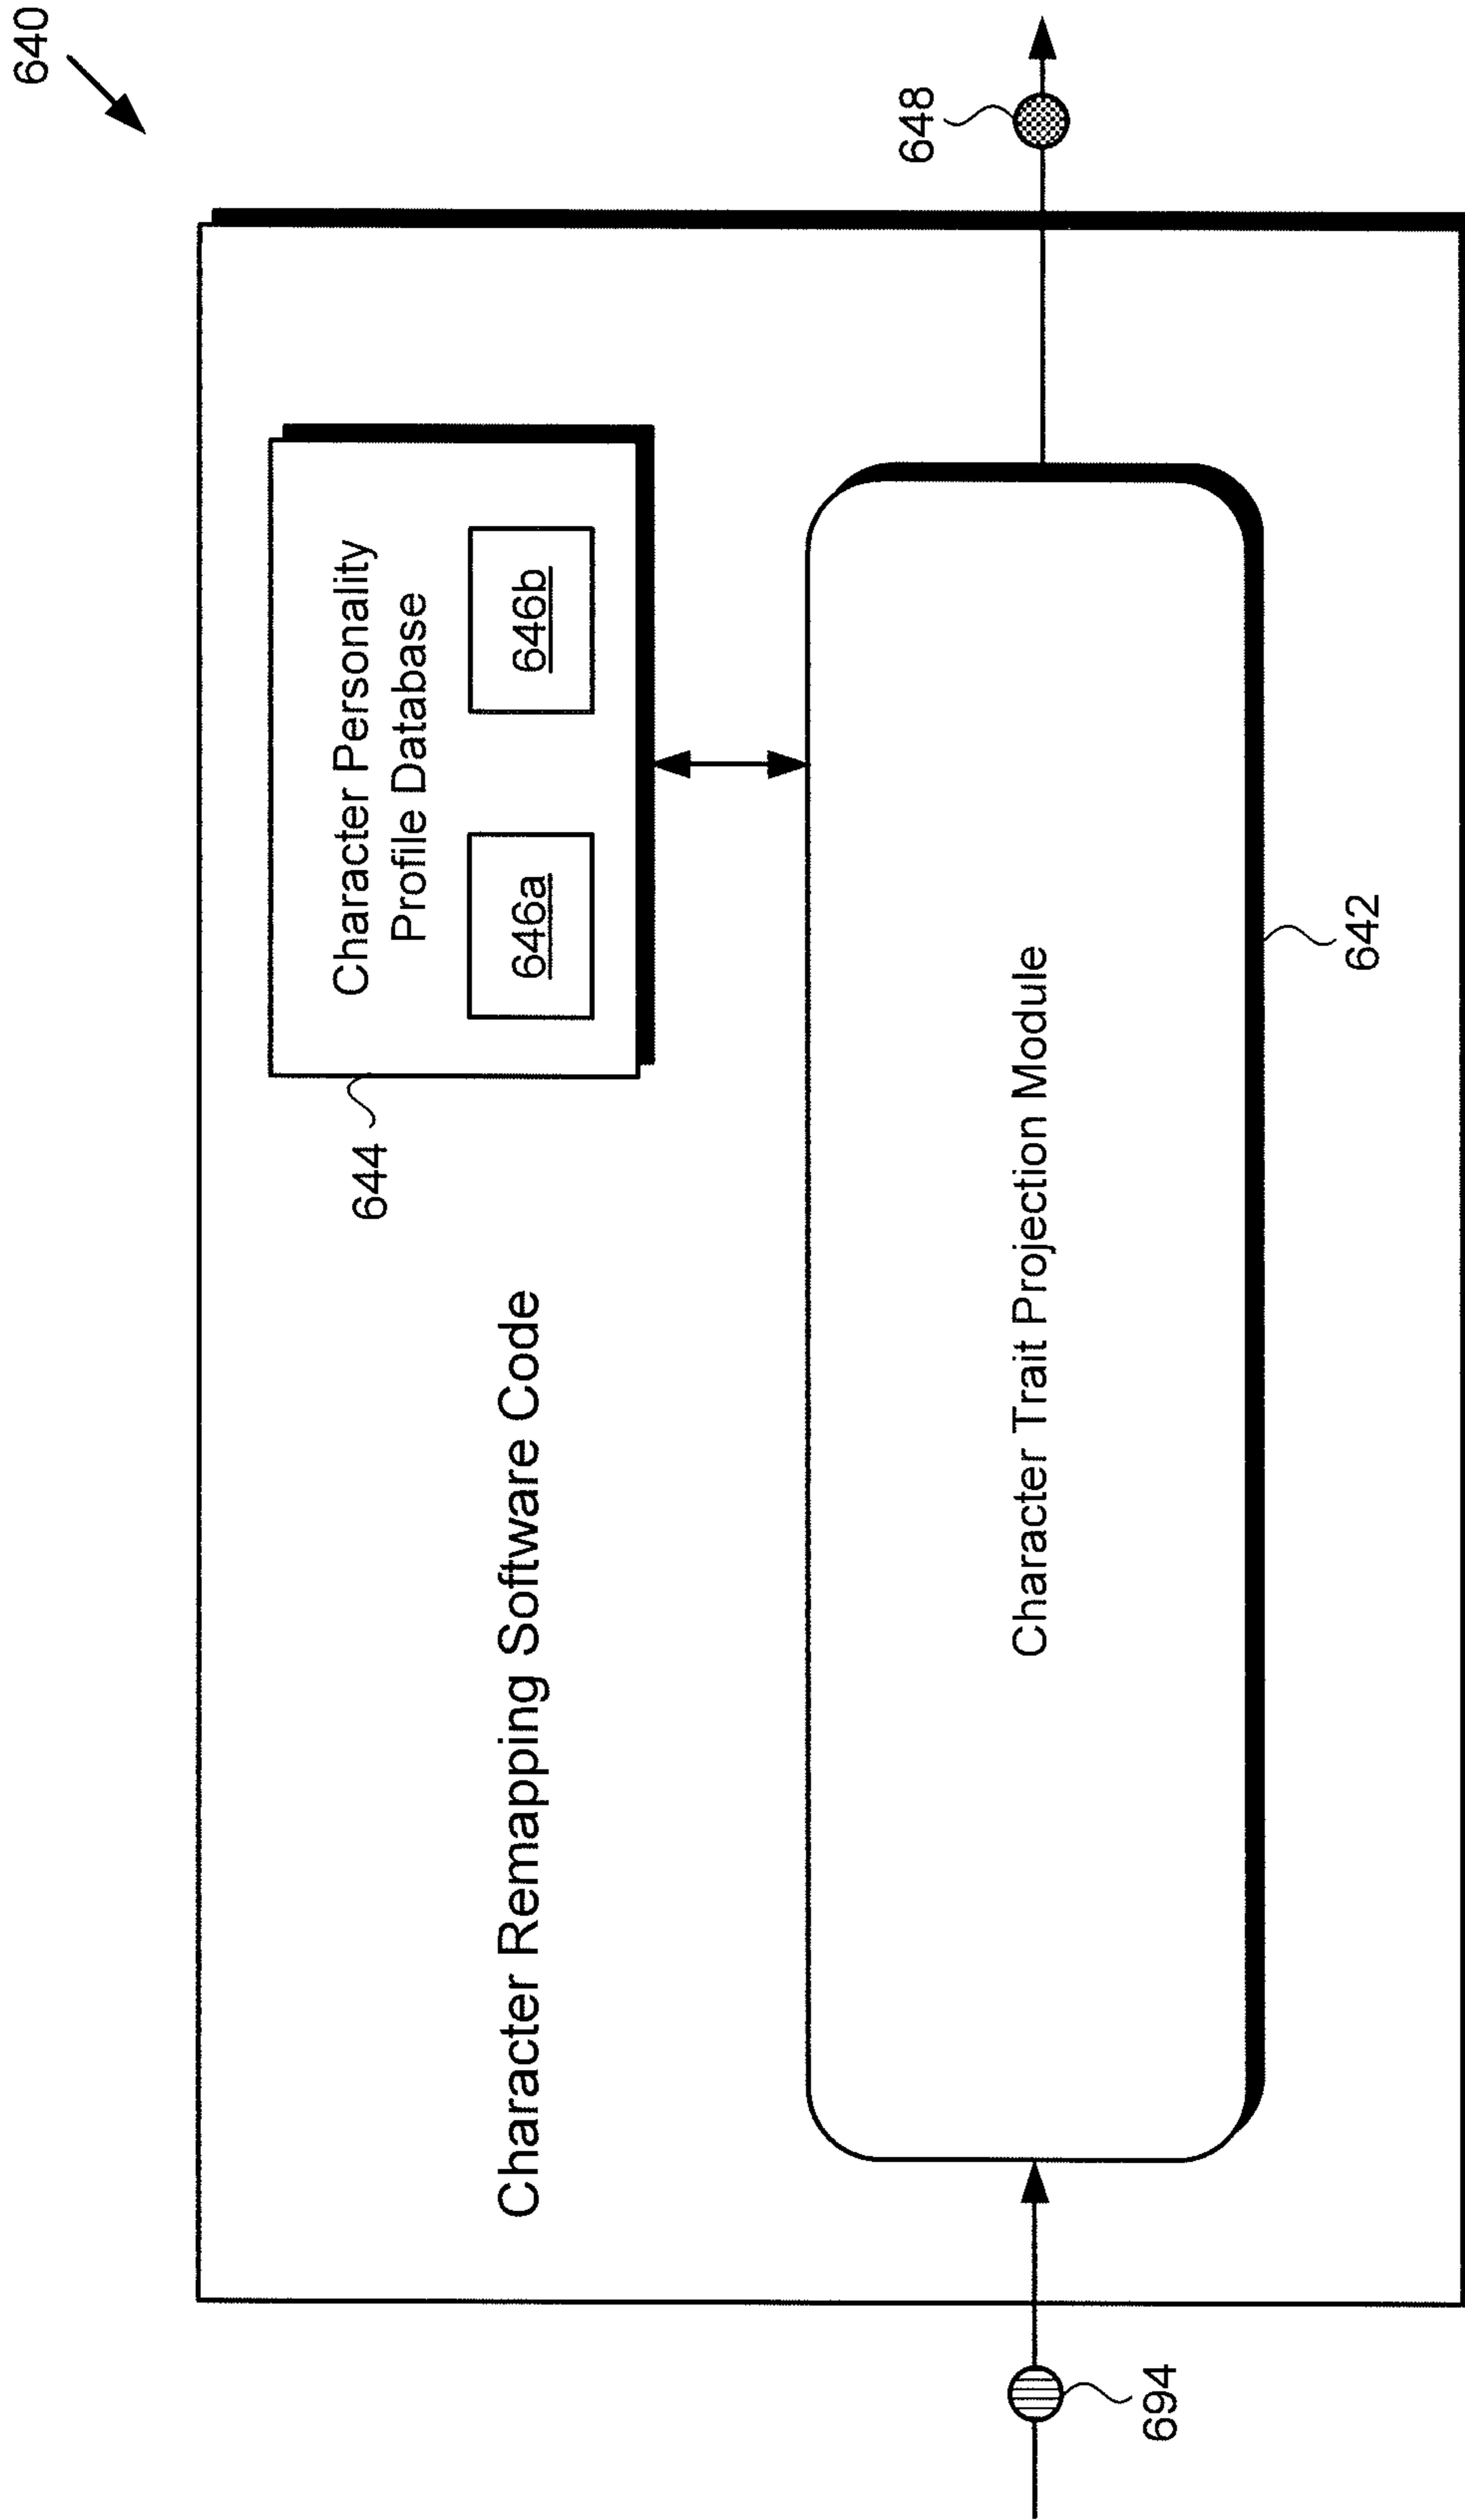 640
Character Remapping Software Code
644
Character Personality
Profile Database
646a
646b
648
Character Trait Projection Module
694
642